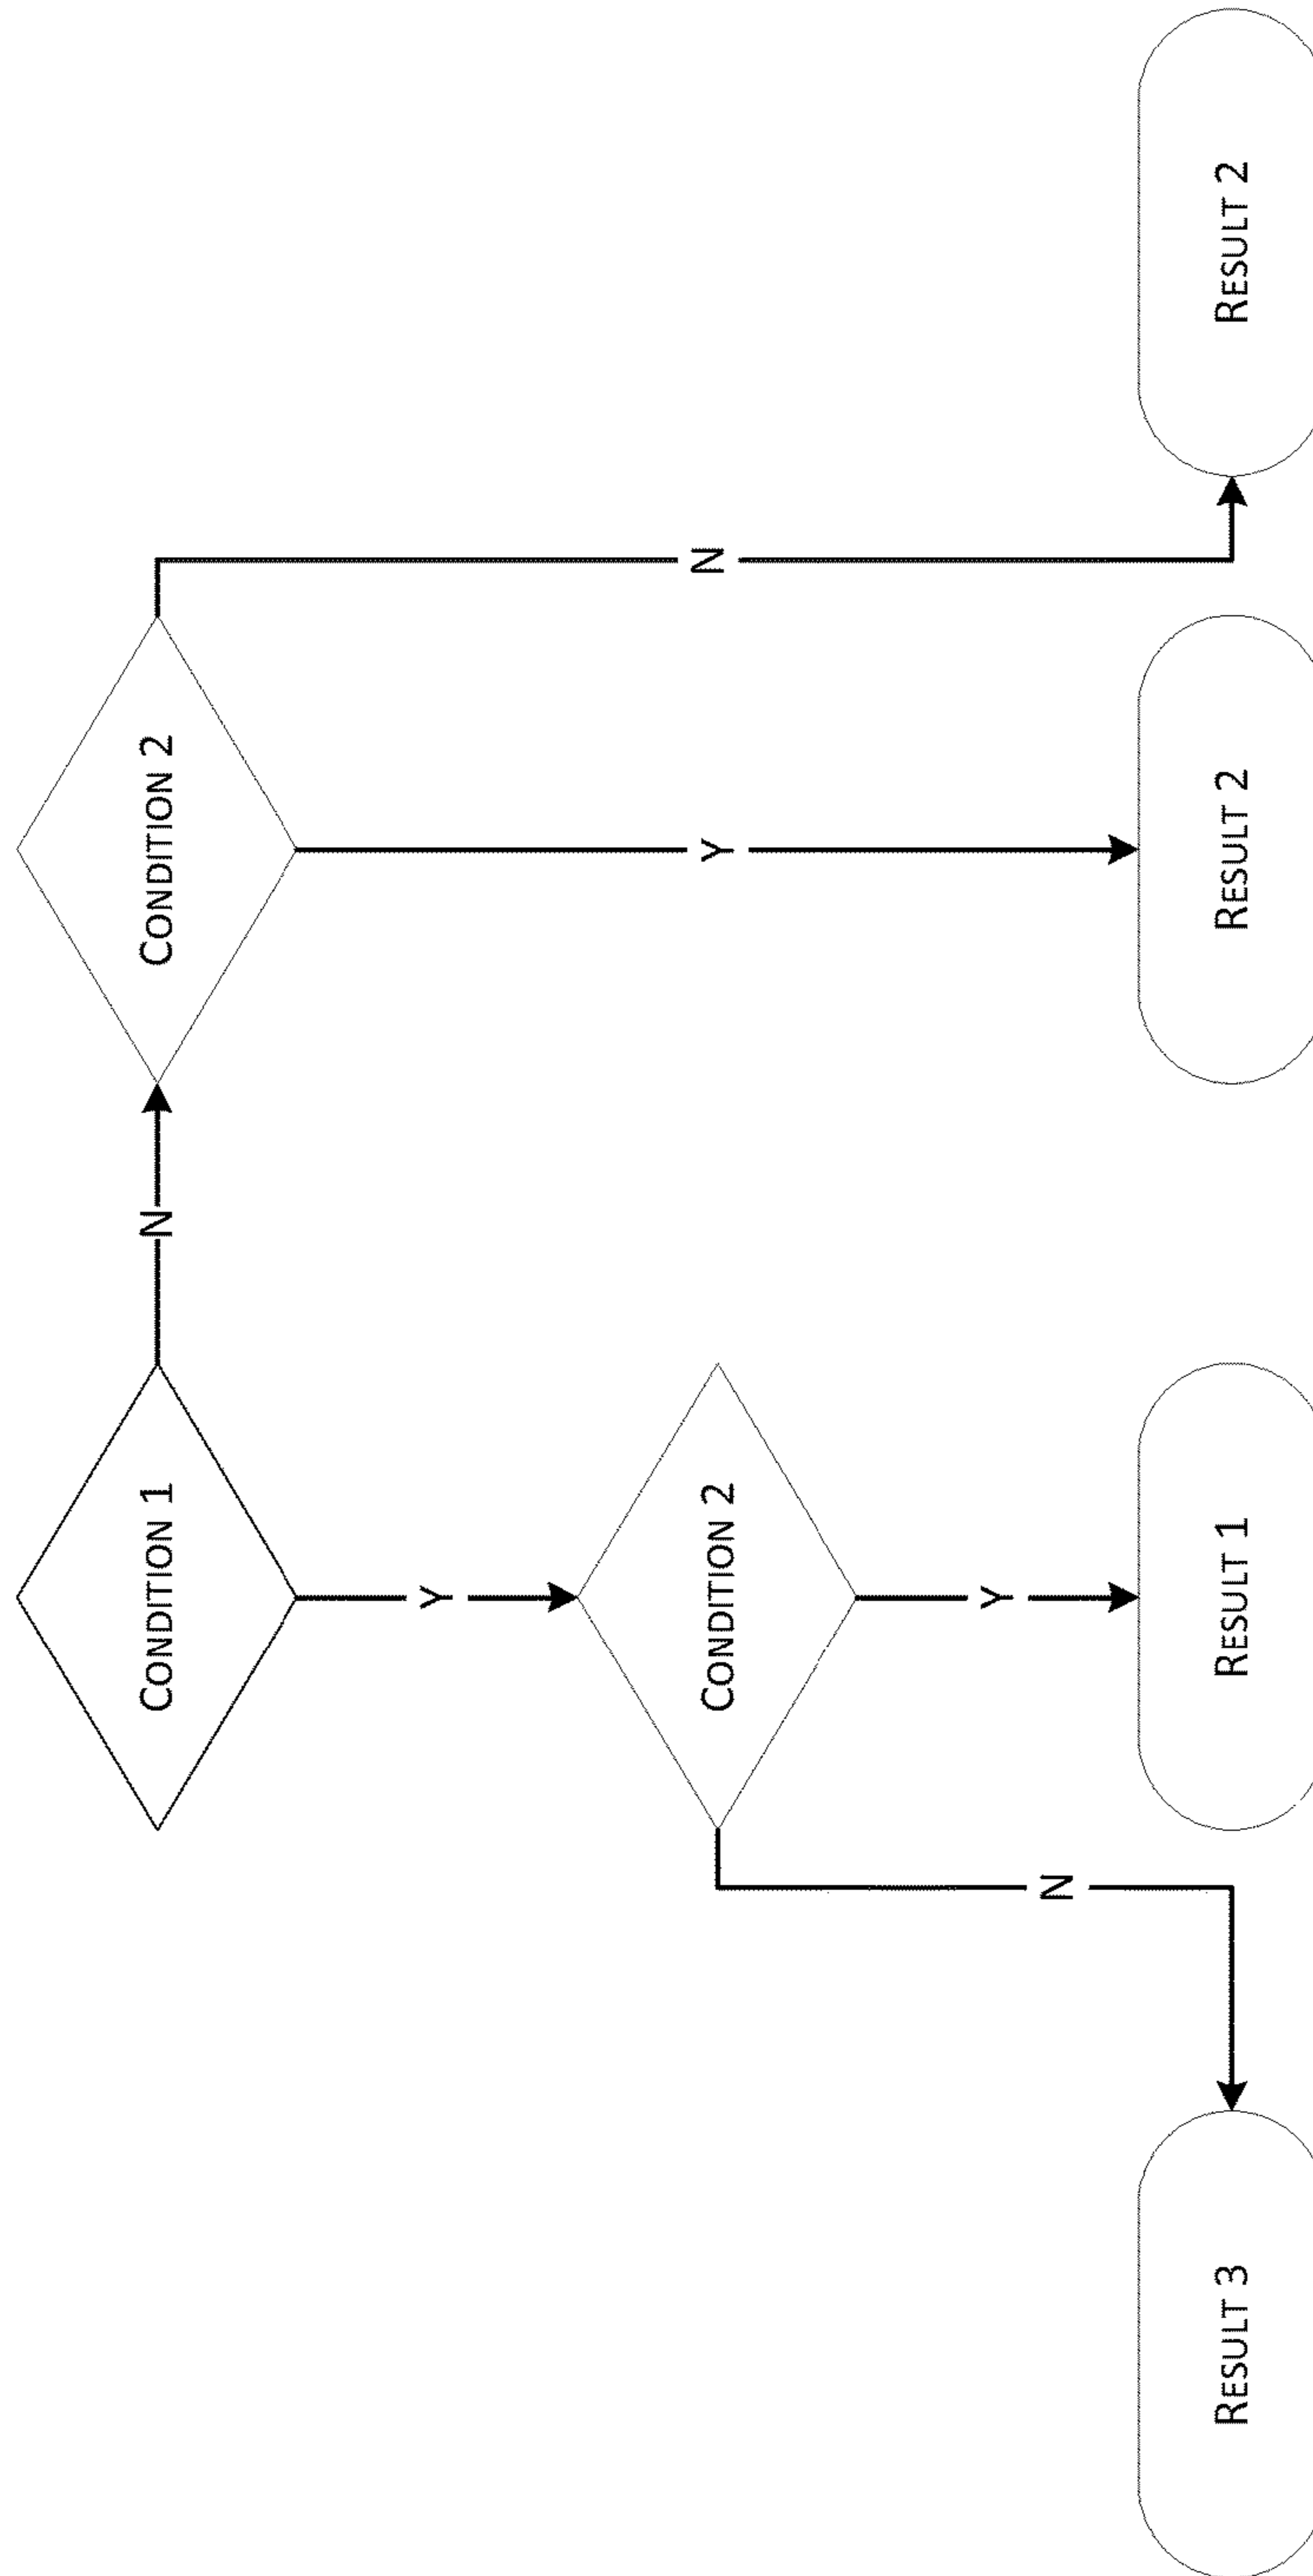 CONDITION 1
N
CONDITION 2
Y
CONDITION 2
Y
N
N
Y
RESULT 3
RESULT 1
RESULT 2
RESULT 2